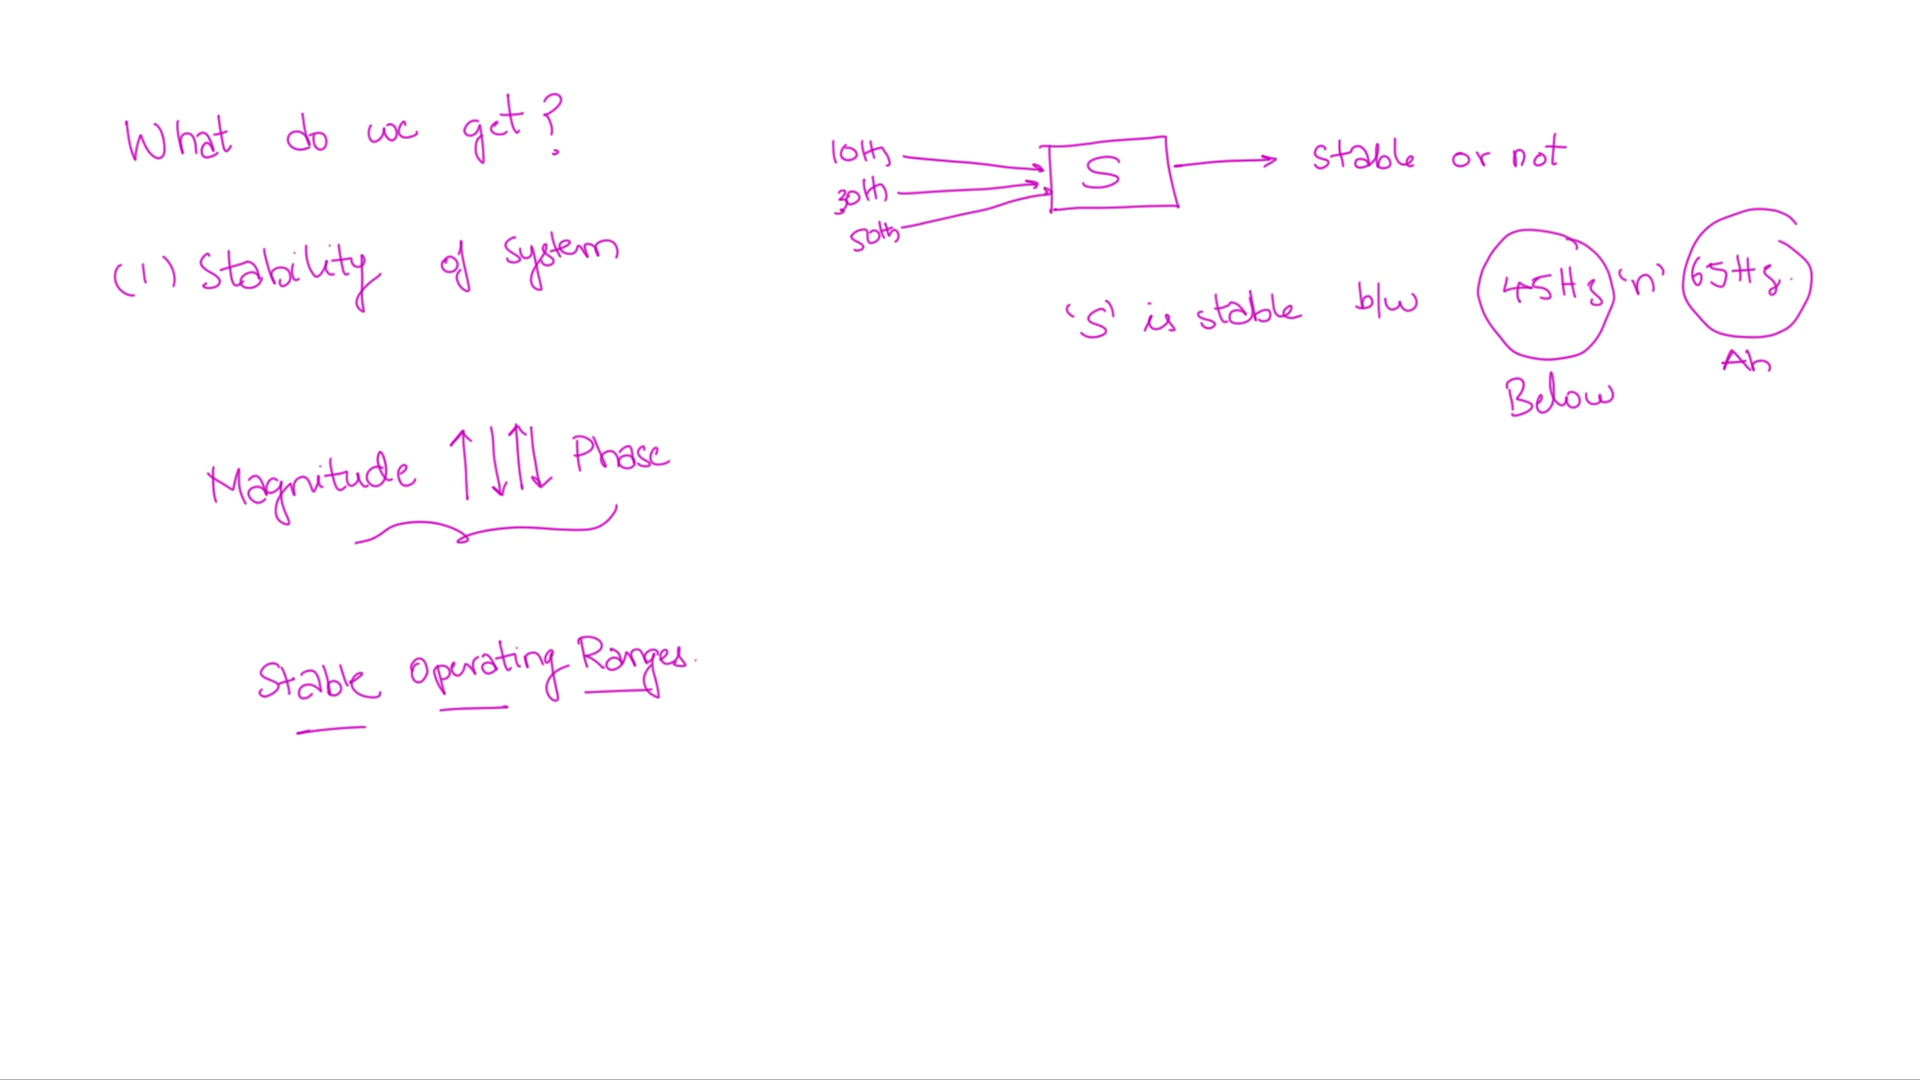 What do we get?
(1) Stability of system
Magnitude ↑↓↑↓ Phase
Stable Operating Ranges.
10Hz
30Hz
50Hz
S
stable or not
'S' is stable b/w 45Hz 'n' 65Hz.
Below
Ab